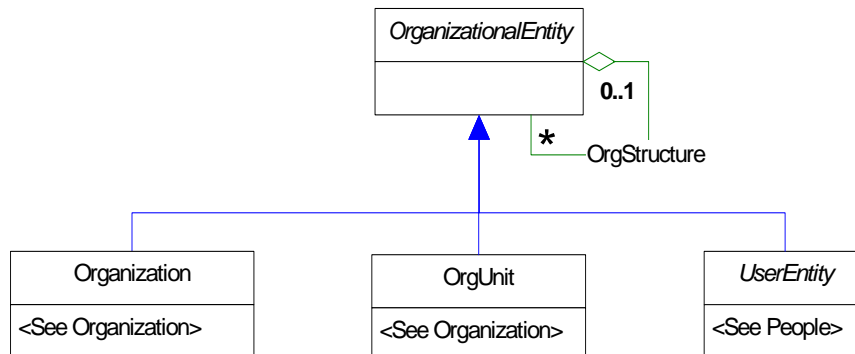 OrganizationalEntity
0..1
*
OrgStructure
Organization
<See Organization>
OrgUnit
<See Organization>
UserEntity
<See People>